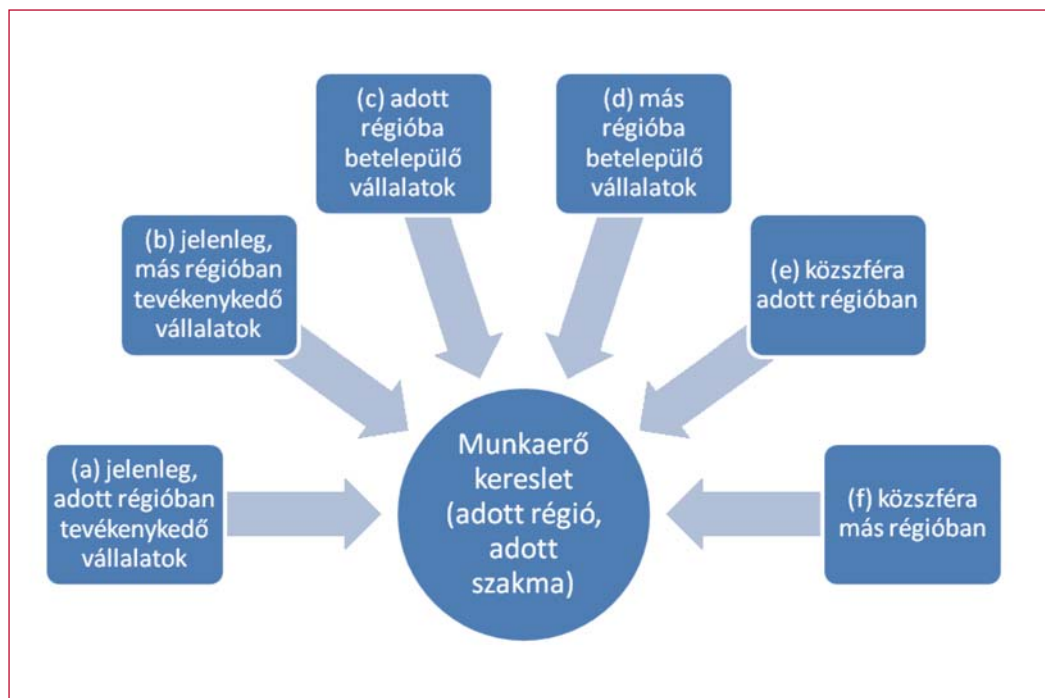 (c) adott
régióba
betelepülő
vállalatok
(d) más
régióba
betelepülő
vállalatok
(b) jelenleg,
más régióban
tevékenykedő
vállalatok
(e) közszféra
adott régióban
(a) jelenleg,
adott régióban
tevékenykedő
vállalatok
Munkaerő
kereslet
(adott régió,
adott
szakma)
(f) közszféra
más régióban